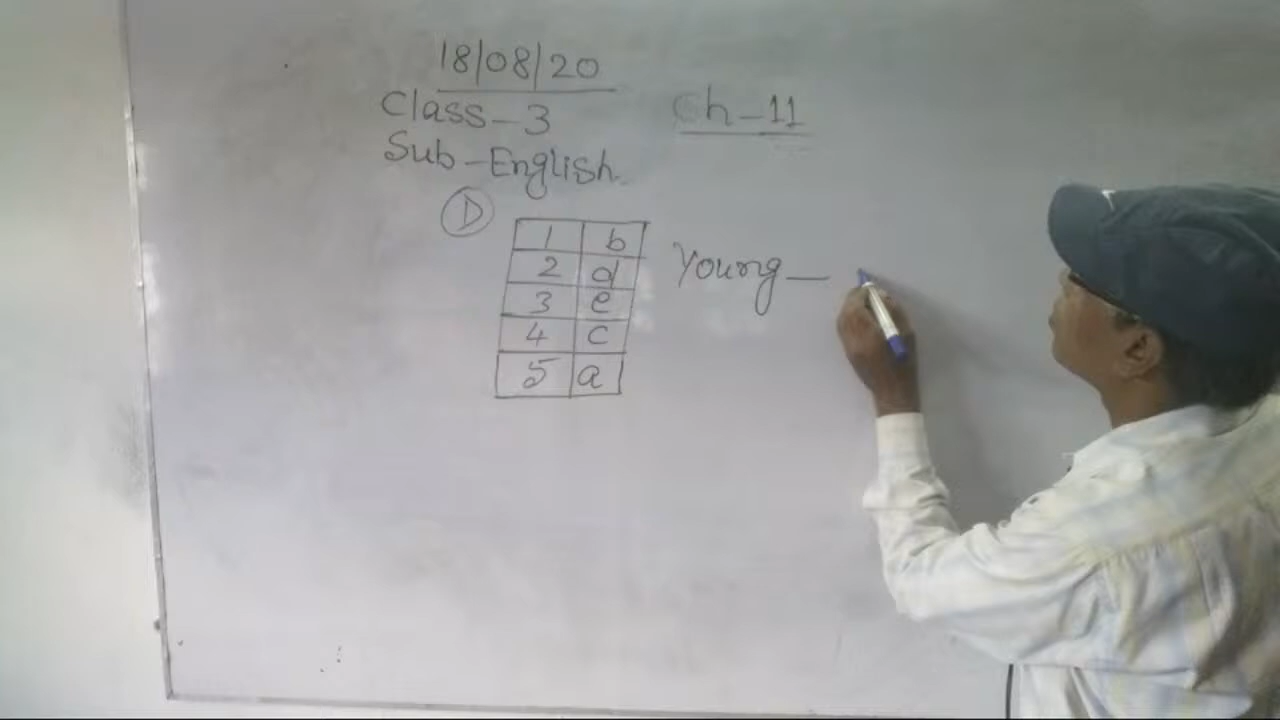 18/08/20
Class-3
Ch-11
Sub-English.
D
1 b
2 d
3 e
4 c
5 a
Young —